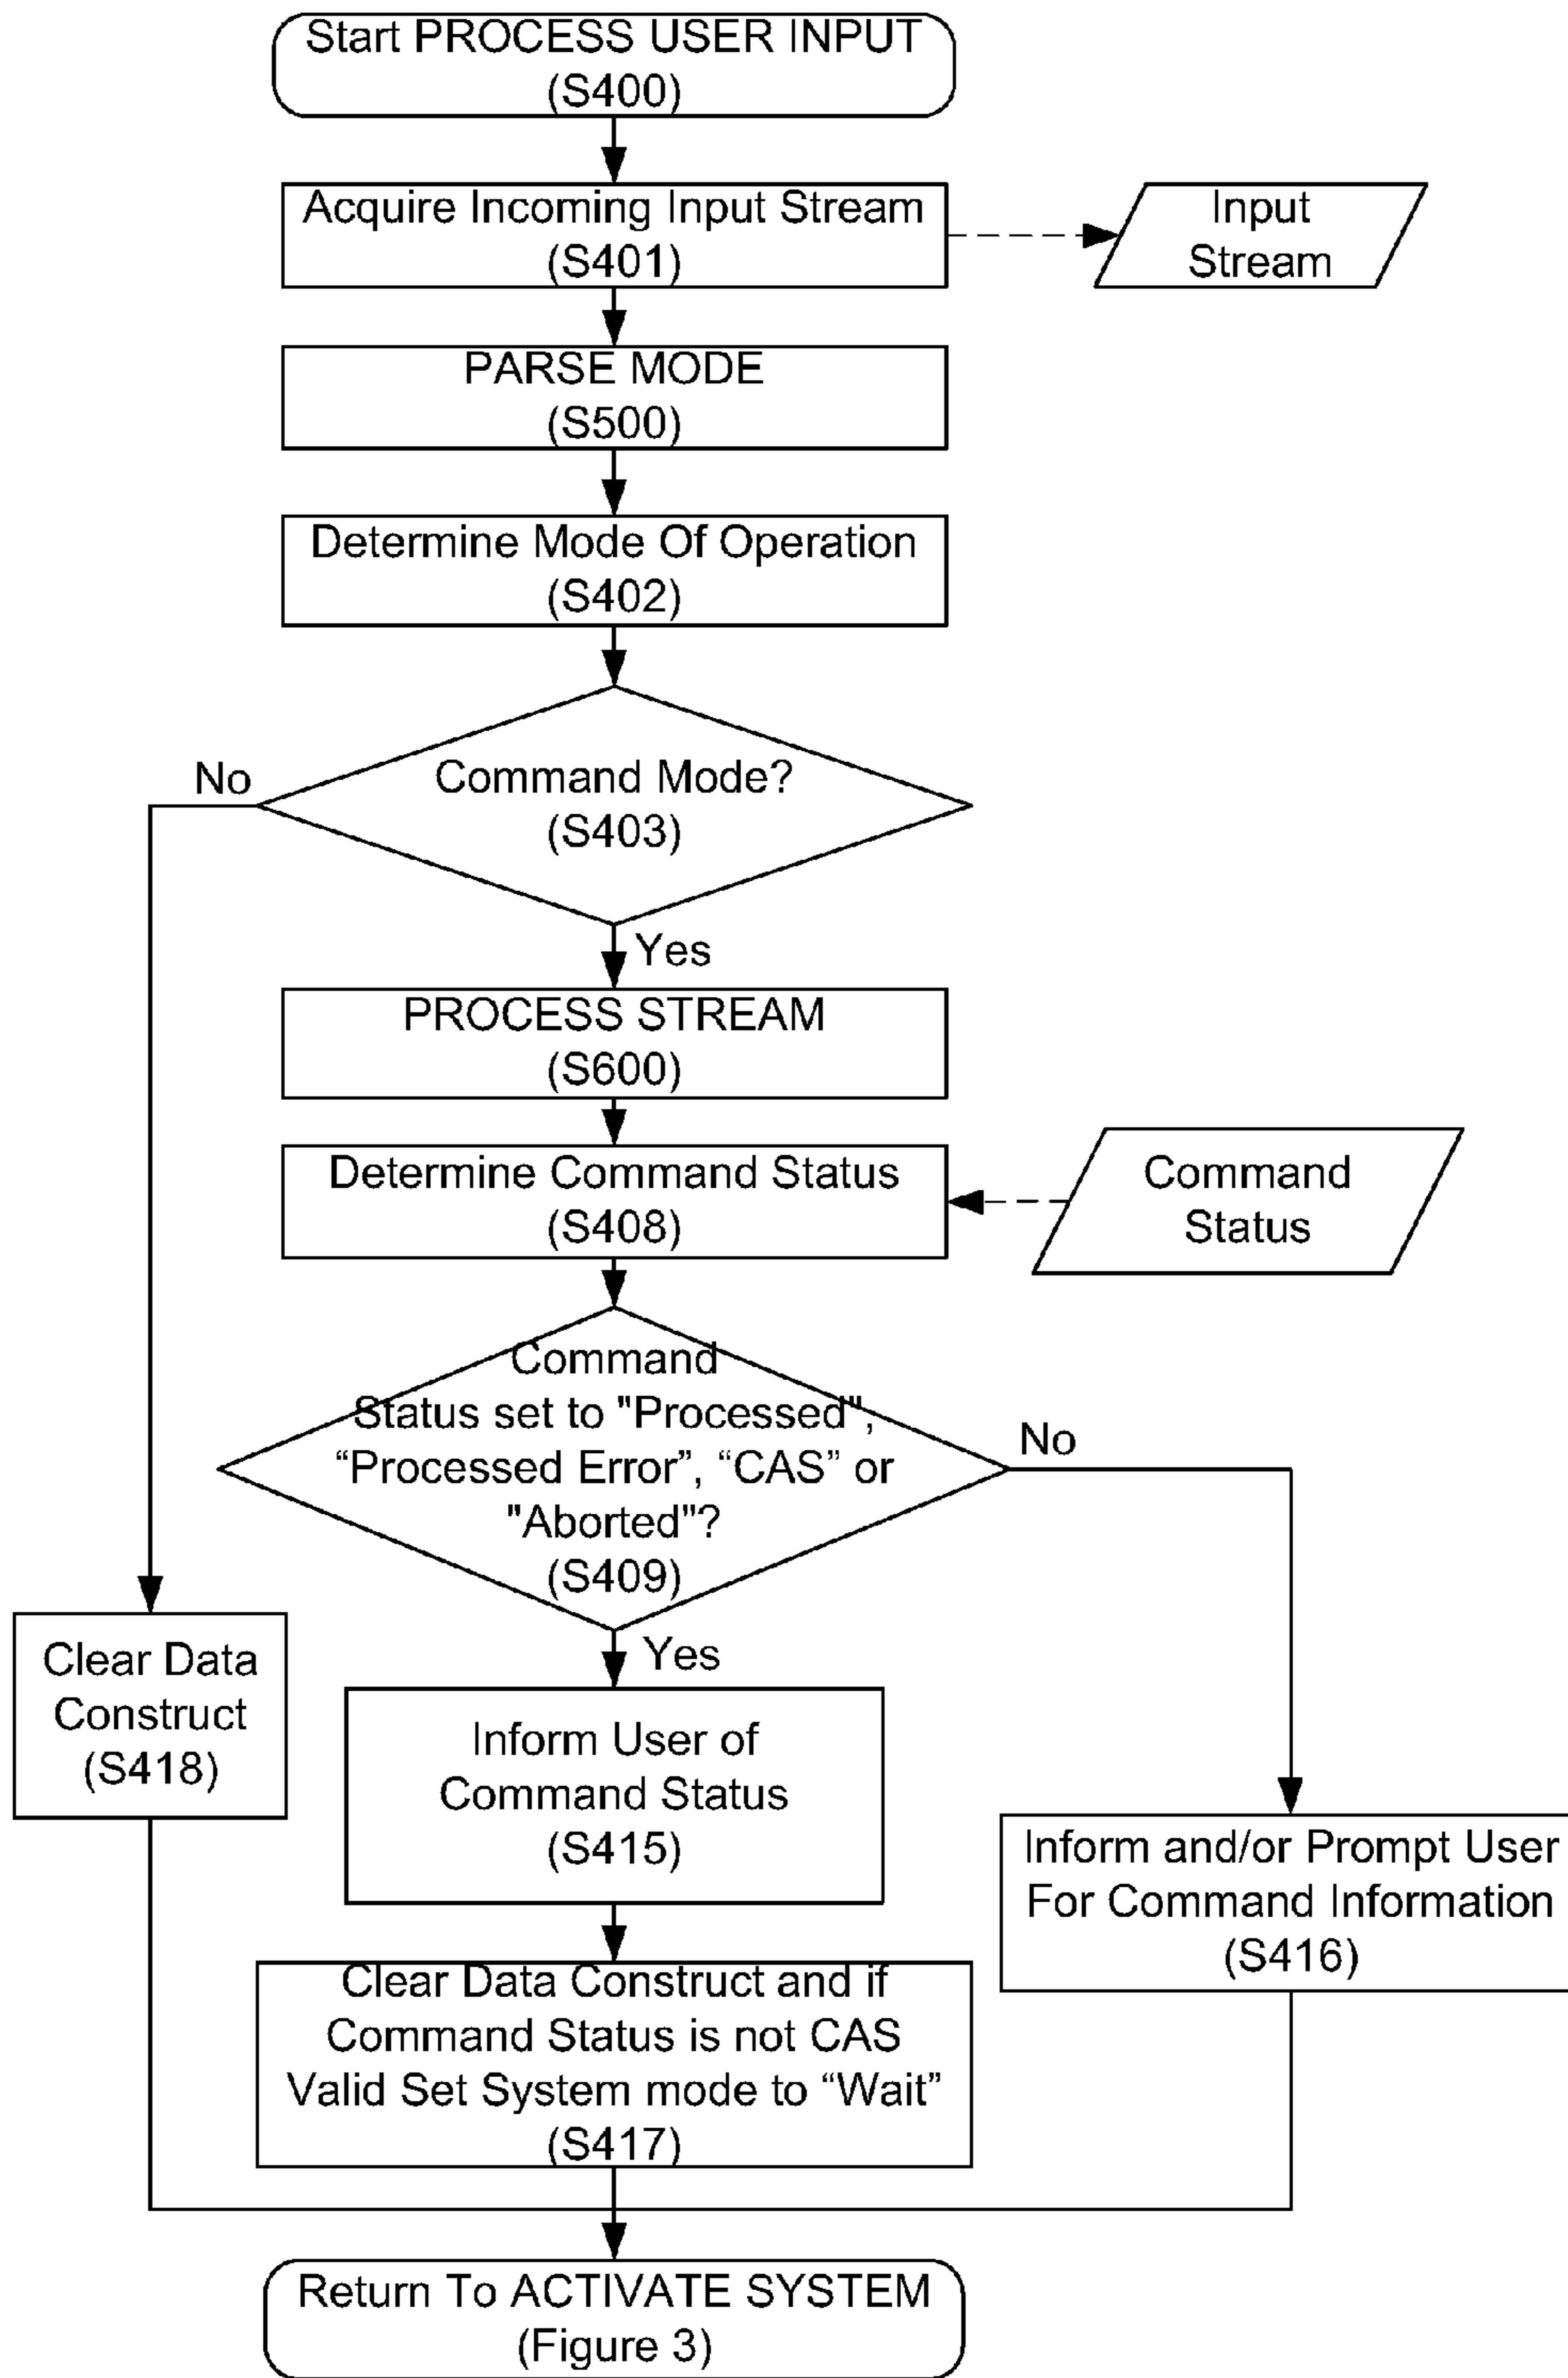 Start PROCESS USER INPUT
(S400)
Acquire Incoming Input Stream
(S401)
Input
Stream
PARSE MODE
(S500)
Determine Mode Of Operation
(S402)
No
Command Mode?
(S403)
Yes
PROCESS STREAM
(S600)
Determine Command Status
(S408)
Command
Status
Command
Status set to "Processed",
“Processed Error”, “CAS” or
"Aborted"?
(S409)
No
Yes
Clear Data
Construct
(S418)
Inform User of
Command Status
(S415)
Inform and/or Prompt User
For Command Information
(S416)
Clear Data Construct and if
Command Status is not CAS
Valid Set System mode to “Wait”
(S417)
Return To ACTIVATE SYSTEM
(Figure 3)